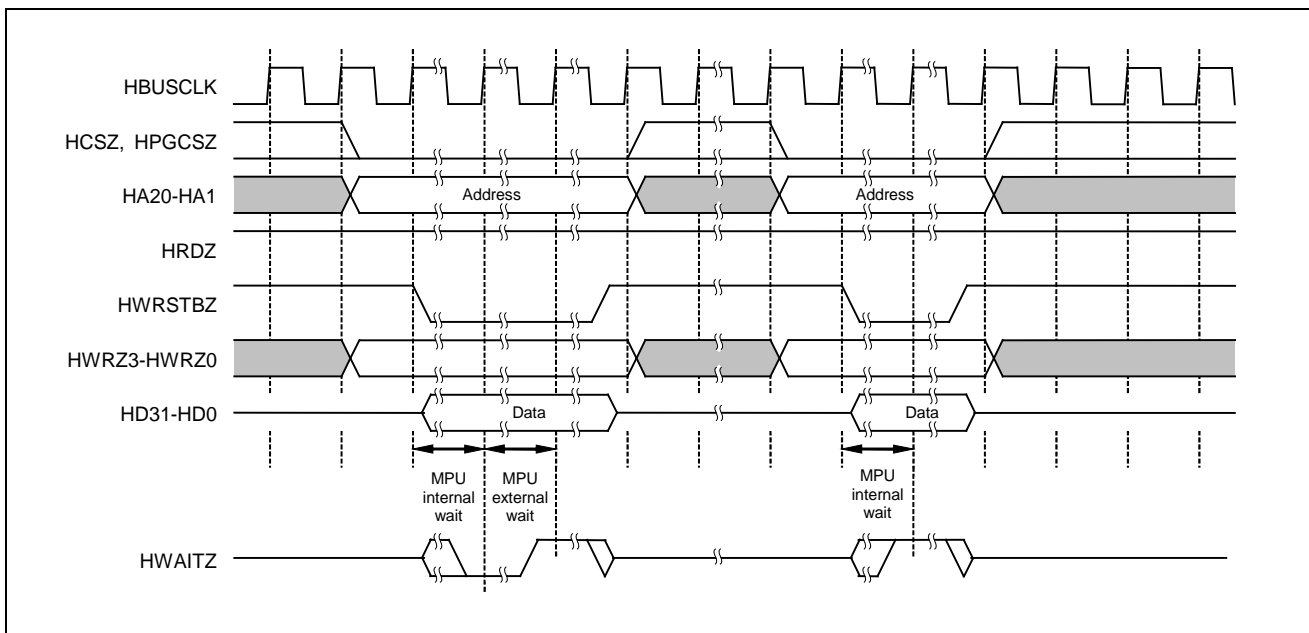 HBUSCLK
HCSZ, HPGCSZ
HA20-HA1
Address
Address
HRDZ
HWRSTBZ
HWRZ3-HWRZ0
HD31-HD0
Data
Data
MPU
internal
wait
MPU
external
wait
MPU
internal
wait
HWAITZ